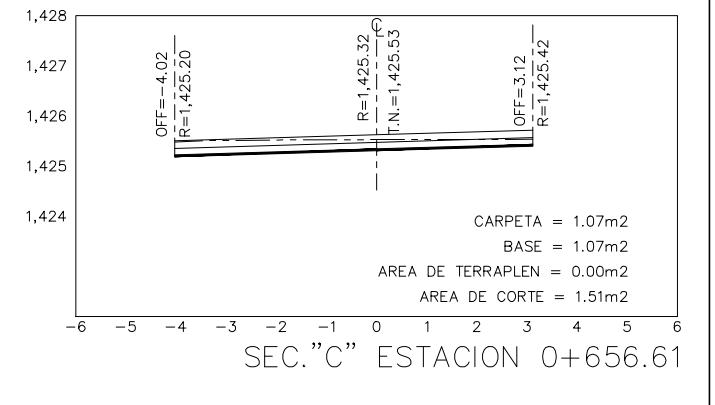 1,428
1,427
1,426
1,425
1,424
OFF=-4.02
R=1,425.20
CL
R=1,425.32
T.N.=1,425.53
OFF=3.12
R=1,425.42
CARPETA = 1.07m2
BASE = 1.07m2
AREA DE TERRAPLEN = 0.00m2
AREA DE CORTE = 1.51m2
-6 -5 -4 -3 -2 -1 0 1 2 3 4 5 6
SEC."C" ESTACION 0+656.61